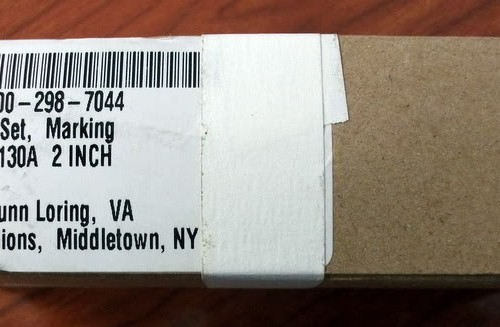 00-298-7044
Set, Marking
130A 2 INCH
unn Loring, VA
ions, Middletown, NY